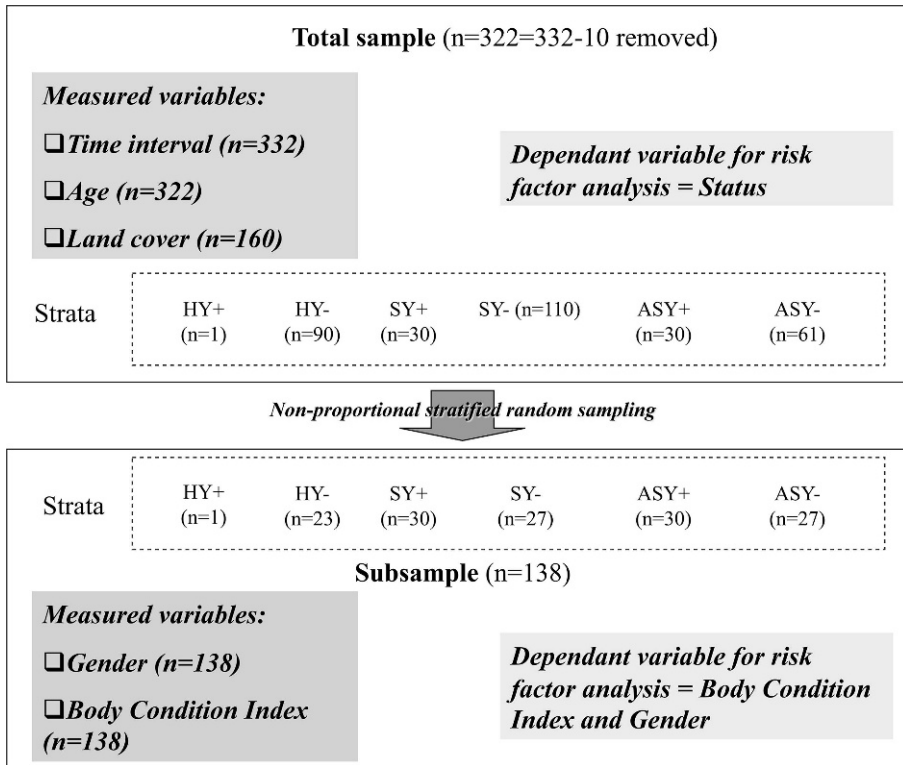 Total sample (n=322=332-10 removed)
Measured variables:
❑Time interval (n=332)
❑Age (n=322)
❑Land cover (n=160)
Dependant variable for risk
factor analysis = Status
Strata
HY+ HY- SY+ SY- (n=110) ASY+ ASY-
(n=1) (n=90) (n=30) (n=30) (n=61)
Non-proportional stratified random sampling
Strata
HY+ HY- SY+ SY- ASY+ ASY-
(n=1) (n=23) (n=30) (n=27) (n=30) (n=27)
Subsample (n=138)
Measured variables:
❑Gender (n=138)
❑Body Condition Index
(n=138)
Dependant variable for risk
factor analysis = Body Condition
Index and Gender